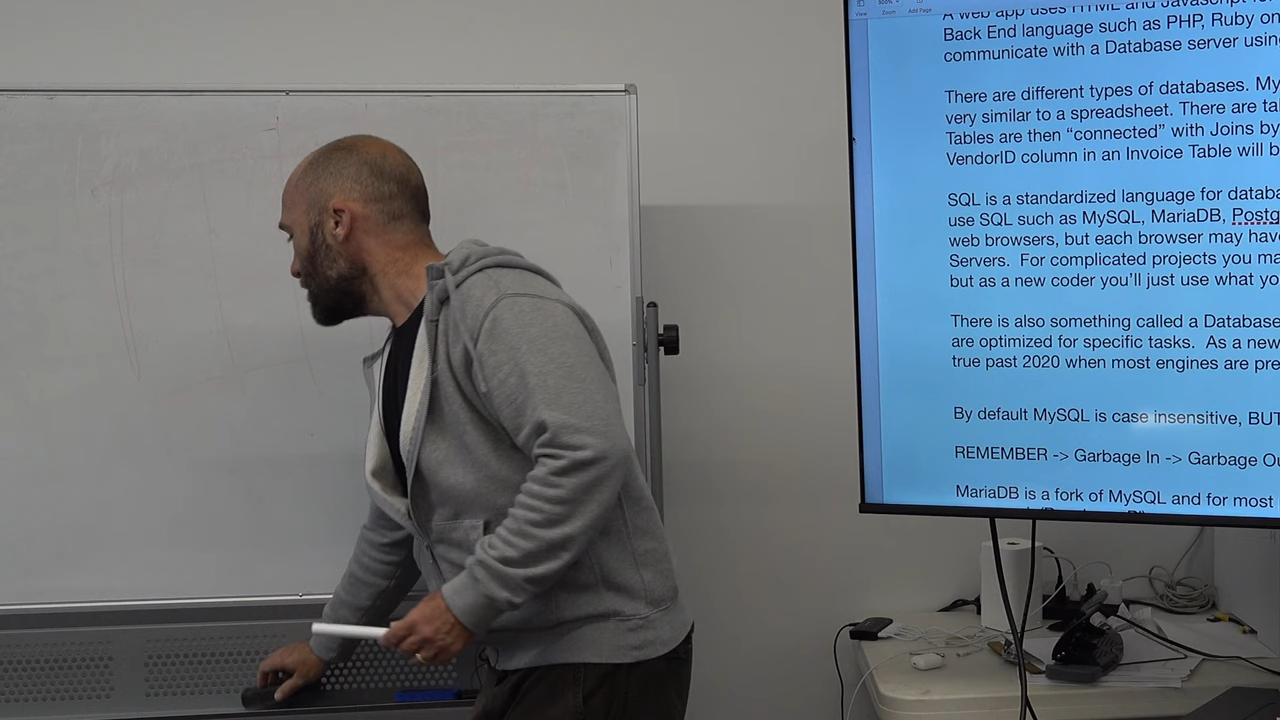 View
Zoom
Add Page
A web app uses HTML and Javascript for
Back End language such as PHP, Ruby on
communicate with a Database server usin
There are different types of databases. My
very similar to a spreadsheet. There are ta
Tables are then “connected” with Joins by
VendorID column in an Invoice Table will b
SQL is a standardized language for databa
use SQL such as MySQL, MariaDB, Postg
web browsers, but each browser may hav
Servers. For complicated projects you ma
but as a new coder you’ll just use what yo
There is also something called a Database
are optimized for specific tasks. As a new
true past 2020 when most engines are pre
By default MySQL is case insensitive, BUT
REMEMBER -> Garbage In -> Garbage Ou
MariaDB is a fork of MySQL and for most